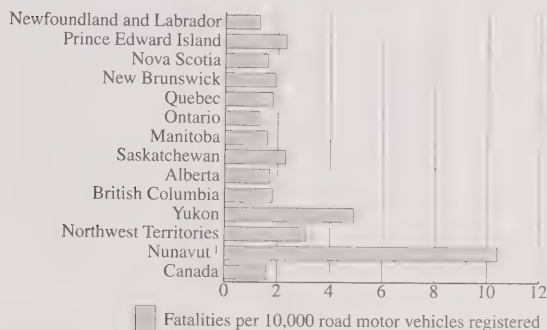 Newfoundland and Labrador
Prince Edward Island
Nova Scotia
New Brunswick
Quebec
Ontario
Manitoba
Saskatchewan
Alberta
British Columbia
Yukon
Northwest Territories
Nunavut ¹
Canada
0 2 4 6 8 10 12
Fatalities per 10,000 road motor vehicles registered